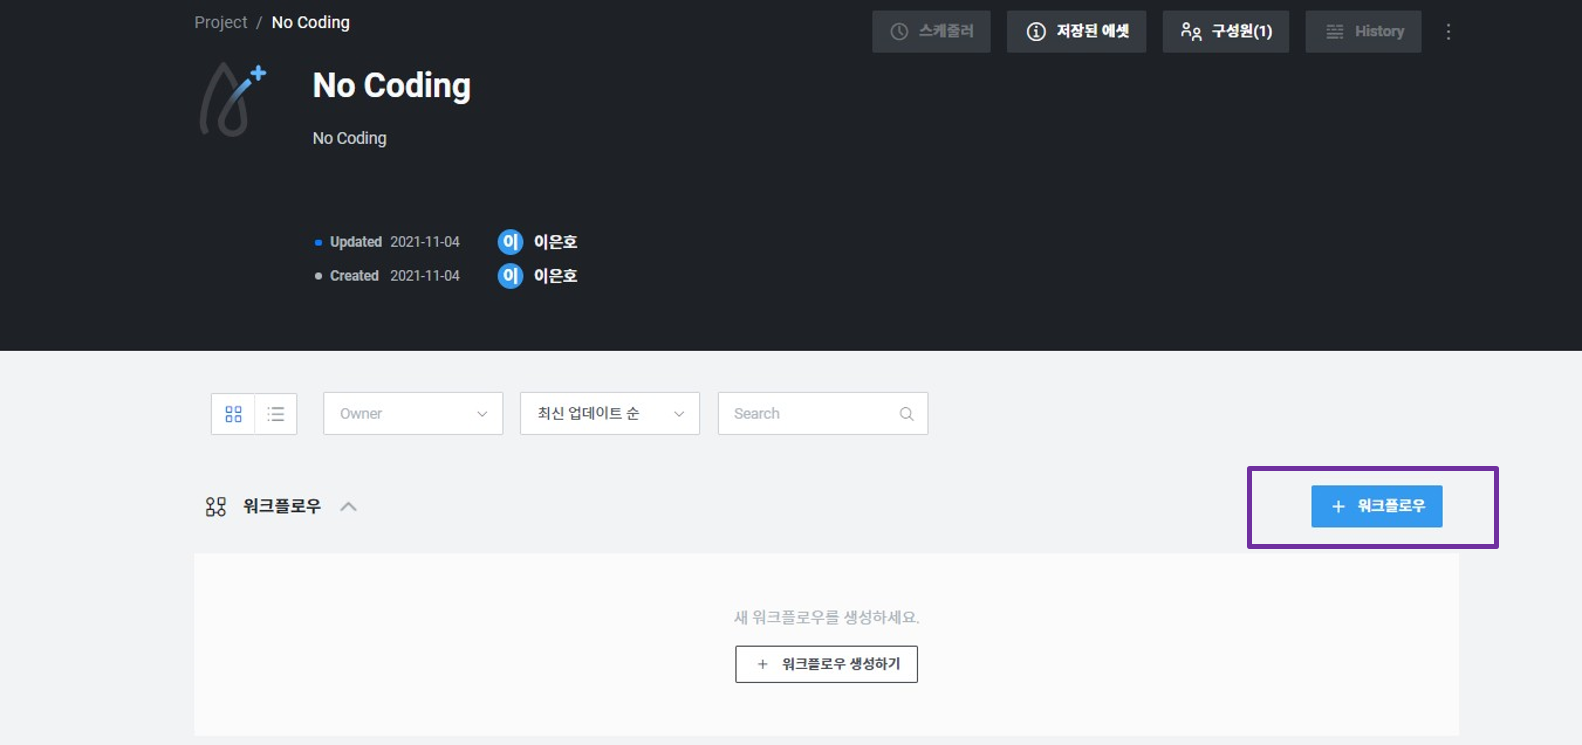 Project / No Coding
스케줄러
저장된 애셋
구성원(1)
History
No Coding
No Coding
Updated 2021-11-04 이 이은호
Created 2021-11-04 이 이은호
Owner
최신 업데이트 순
Search
워크플로우
+ 워크플로우
새 워크플로우를 생성하세요.
+ 워크플로우 생성하기